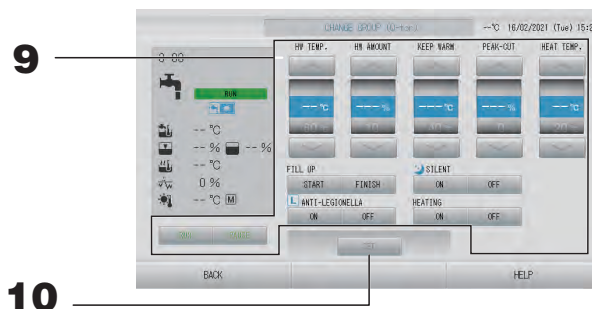 CHANGE GROUP (Q-ton)
--°C 16/02/2021 (Tue) 15:2
9
HW TEMP. HW AMOUNT KEEP WARM PEAK-CUT HEAT TEMP.
RUN
---°C ---% ---°C ---% ---°C
-- °C
-- % -- %
-- °C
0 %
-- °C M
FILL UP SILENT
START FINISH ON OFF
L ANTI-LEGIONELLA HEATING
ON OFF ON OFF
PAUSE
SET
BACK HELP
10